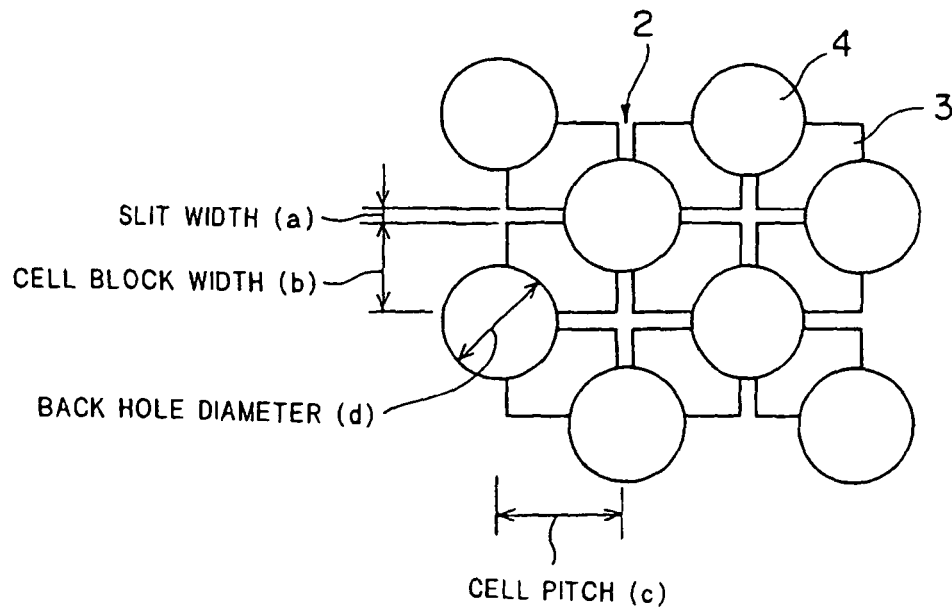 2
4
3
SLIT WIDTH (a)
CELL BLOCK WIDTH (b)
BACK HOLE DIAMETER (d)
CELL PITCH (c)